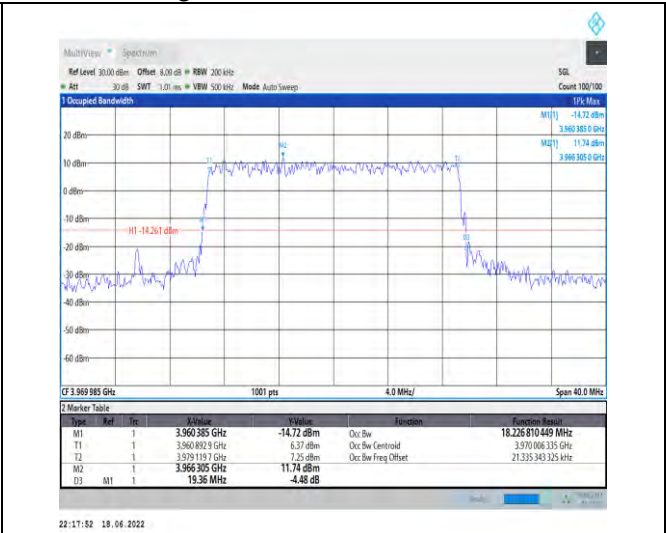 MultiView Spectrum
Ref Level 30.00 dBm Offset 8.09 dB RBW 200 kHz SGL
Att 30 dB SWT 1.01 ms VBW 500 kHz Mode Auto Sweep Count 100/100
1 Occupied Bandwidth 1Pk Max
M1[1] -14.72 dBm
3.960 385 0 GHz
20 dBm M2[1] 11.74 dBm
3.966 305 0 GHz
M2
T1
10 dBm
0 dBm
-10 dBm
H1 -14.261 dBm
-20 dBm
-30 dBm
-40 dBm
-50 dBm
-60 dBm
CF 3.969 985 GHz 1001 pts 4.0 MHz/ Span 40.0 MHz
2 Marker Table
Type Ref Trc X-Value Y-Value Function Function Result
M1 1 3.960 385 GHz -14.72 dBm Occ Bw 18.226 810 449 MHz
T1 1 3.960 892 9 GHz 6.37 dBm Occ Bw Centroid 3.970 006 335 GHz
T2 1 3.979 119 7 GHz 7.25 dBm Occ Bw Freq Offset 21.335 343 325 kHz
M2 1 3.966 305 GHz 11.74 dBm
D3 M1 1 19.36 MHz -4.48 dB
22:17:52 18.06.2022